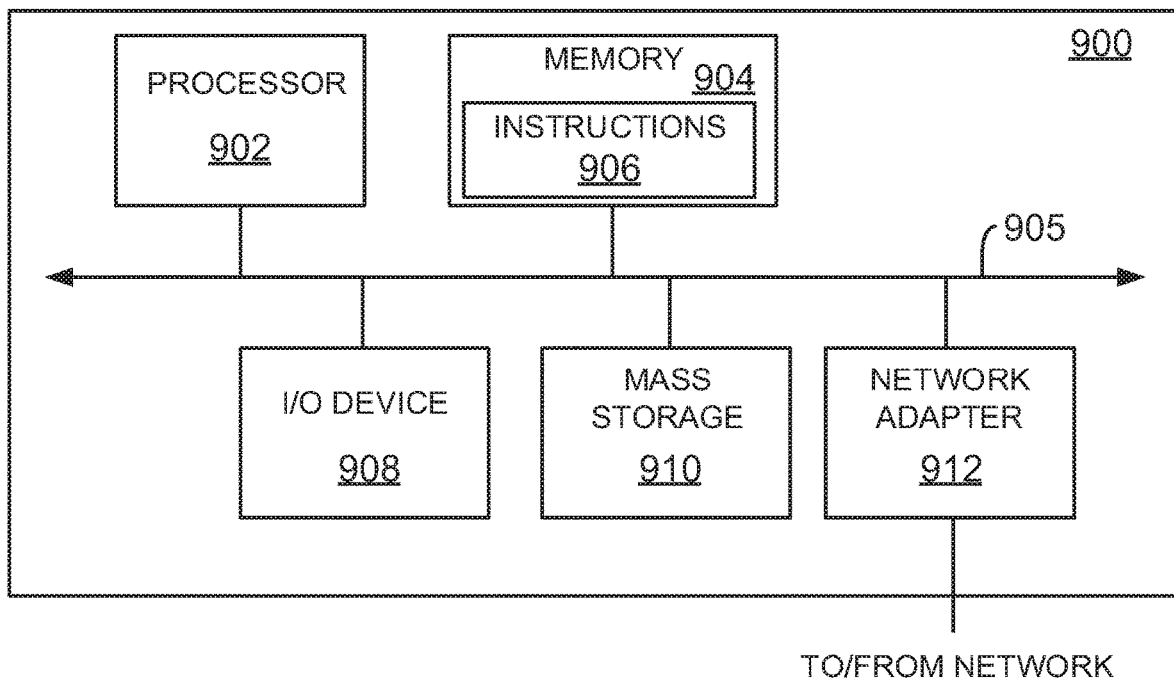 900
PROCESSOR
902
MEMORY
904
INSTRUCTIONS
906
905
I/O DEVICE
908
MASS
STORAGE
910
NETWORK
ADAPTER
912
TO/FROM NETWORK